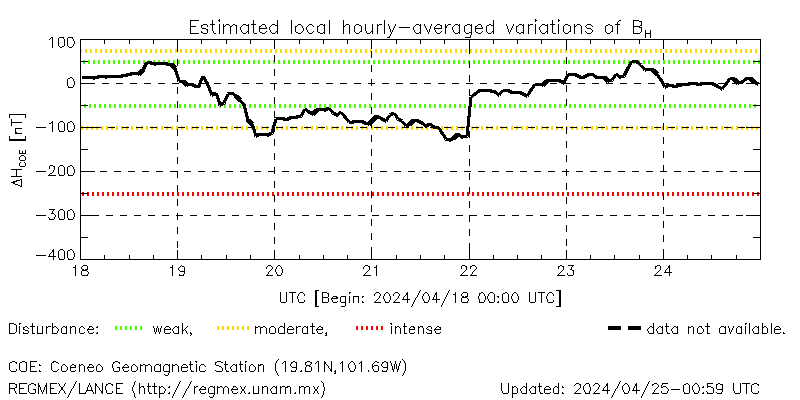 Estimated local hourly-averaged variations of BH
100
0
-100
-200
-300
-400
ΔHCOE [nT]
18 19 20 21 22 23 24
UTC [Begin: 2024/04/18 00:00 UTC]
Disturbance: weak, moderate, intense data not available.
COE: Coeneo Geomagnetic Station (19.81N,101.69W)
REGMEX/LANCE (http://regmex.unam.mx) Updated: 2024/04/25-00:59 UTC